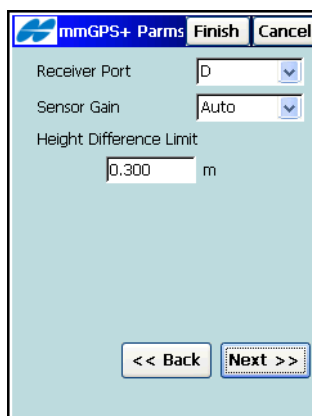 mmGPS+ Parms Finish Cancel
Receiver Port D
Sensor Gain Auto
Height Difference Limit
0.300 m
<< Back Next >>